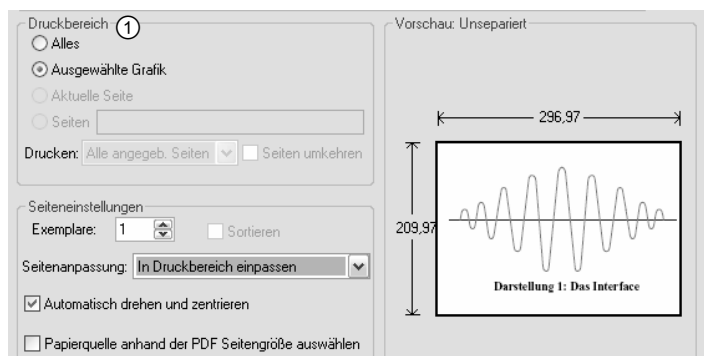 Druckbereich ①
Alles
Ausgewählte Grafik
Aktuelle Seite
Seiten
Drucken: Alle angegeb. Seiten Seiten umkehren
Seiteneinstellungen
Exemplare: 1 Sortieren
Seitenanpassung: In Druckbereich einpassen
Automatisch drehen und zentrieren
Papierquelle anhand der PDF Seitengröße auswählen
Vorschau: Unsepariert
296,97
209,97
Darstellung 1: Das Interface